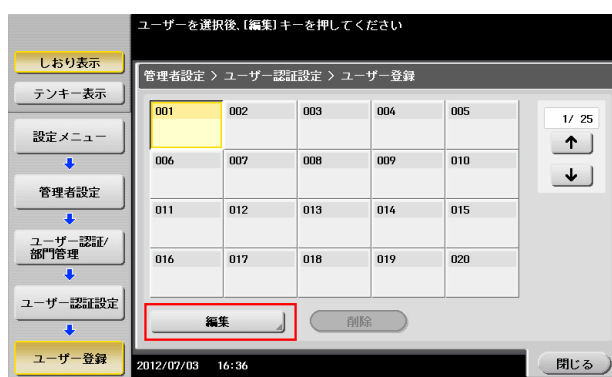 ユーザーを選択後、[編集]キーを押してください
しおり表示
テンキー表示
設定メニュー
管理者設定
ユーザー認証/
部門管理
ユーザー認証設定
ユーザー登録
管理者設定 > ユーザー認証設定 > ユーザー登録
001 002 003 004 005
006 007 008 009 010
011 012 013 014 015
016 017 018 019 020
1/ 25
↑
↓
編集 削除
2012/07/03 16:36
閉じる